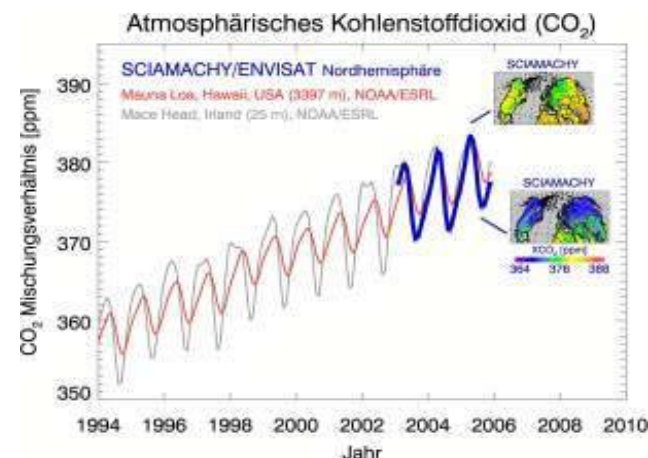 Atmosphärisches Kohlenstoffdioxid (CO₂)
SCIAMACHY/ENVISAT Nordhemisphäre
Mauna Loa, Hawaii, USA (3397 m), NOAA/ESRL
Mace Head, Irland (25 m), NOAA/ESRL
SCIAMACHY
SCIAMACHY
XCO₂ [ppm]
364 376 388
CO₂ Mischungsverhältnis [ppm]
390
380
370
360
350
1994 1996 1998 2000 2002 2004 2006 2008 2010
Jahr